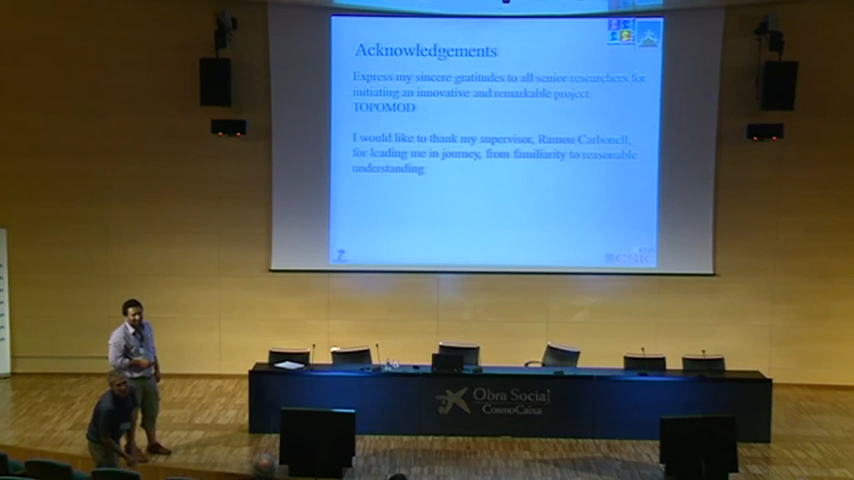 Acknowledgements
Express my sincere gratitudes to all senior researchers for
initiating an innovative and remarkable project
TOPOMOD
I would like to thank my supervisor, Ramon Carbonell,
for leading me in journey, from familiarity to reasonable
understanding
CSIC
Obra Social
CosmoCaixa